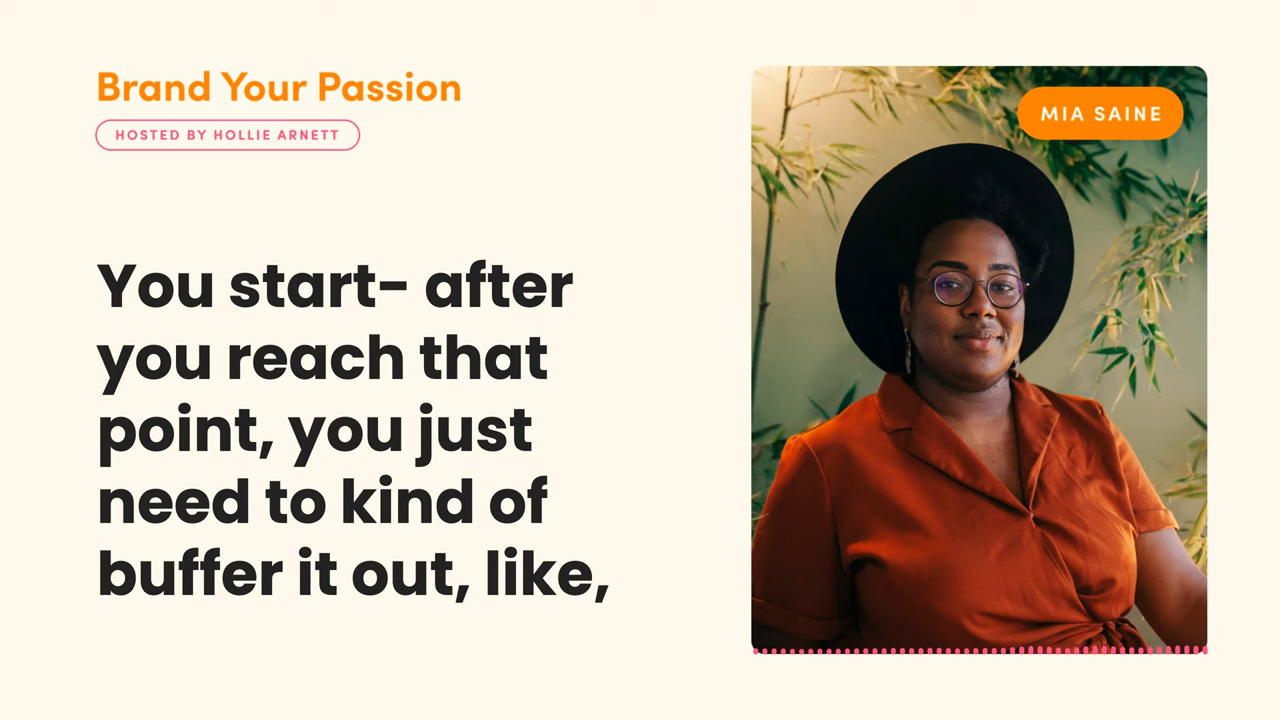 Brand Your Passion
HOSTED BY HOLLIE ARNETT
MIA SAINE
You start- after
you reach that
point, you just
need to kind of
buffer it out, like,